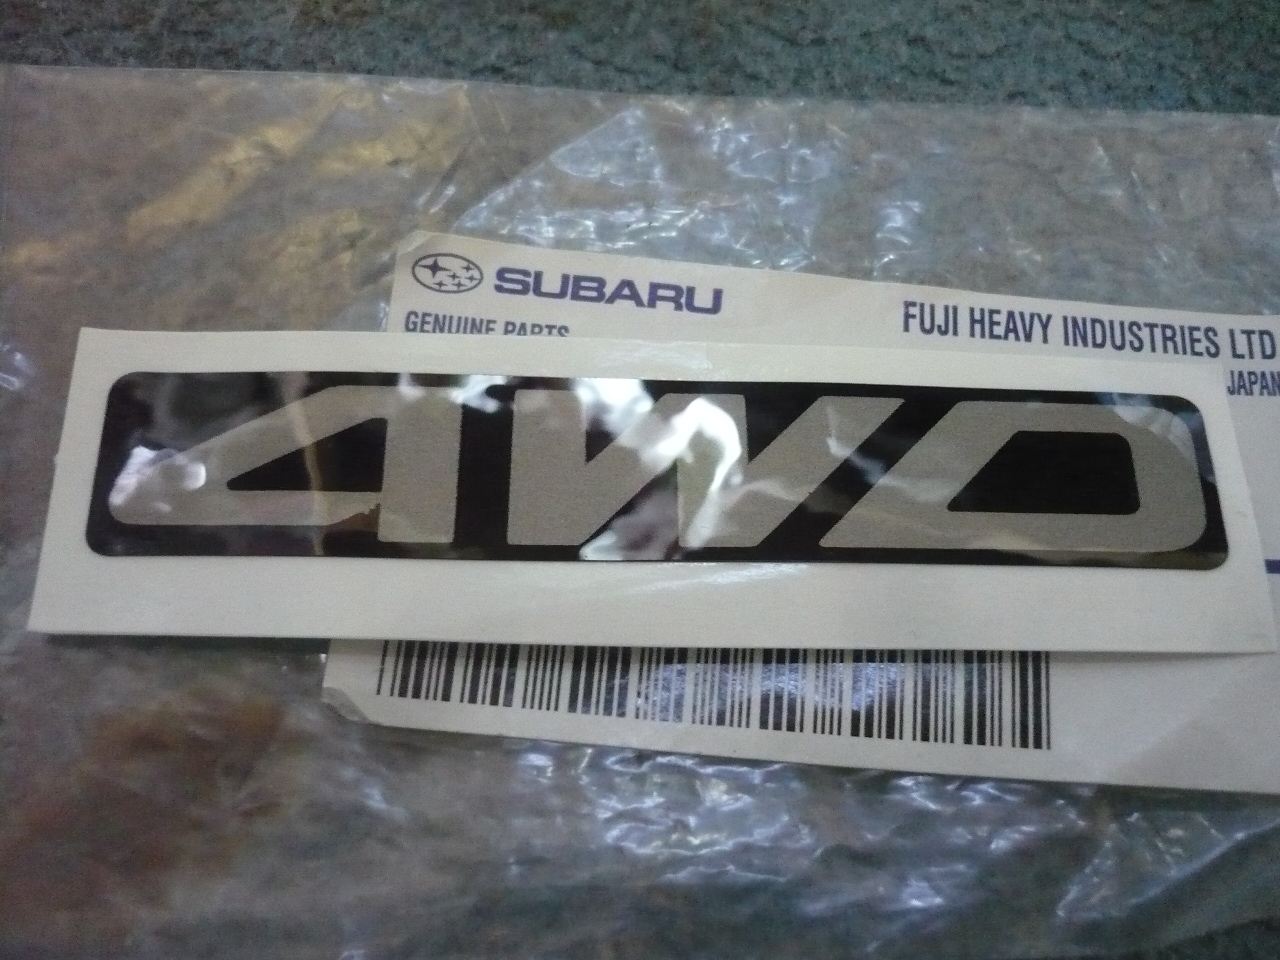 SUBARU
FUJI HEAVY INDUSTRIES LTD
GENUINE PARTS
JAPAN
4WD